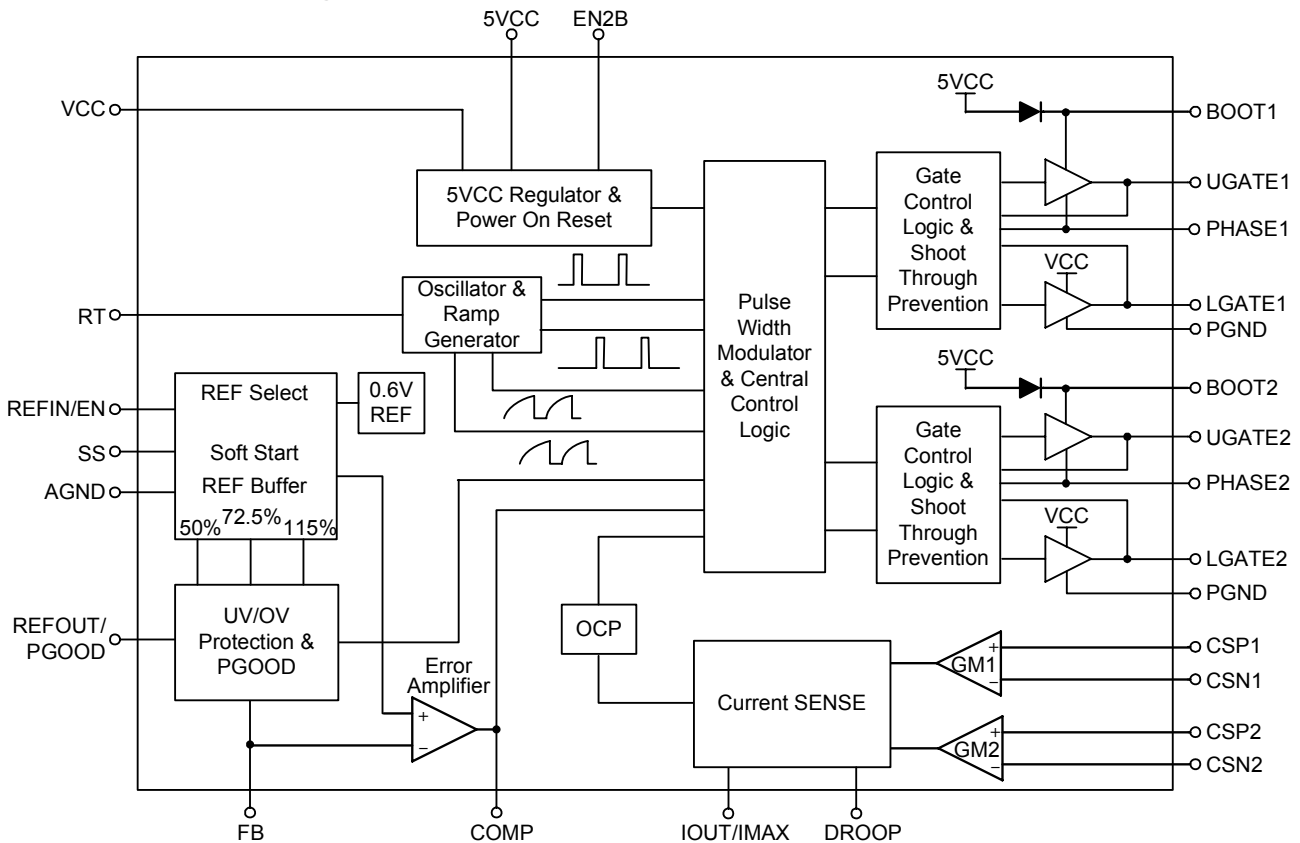 5VCC
EN2B
VCC
5VCC Regulator &
Power On Reset
RT
Oscillator &
Ramp
Generator
REFIN/EN
SS
AGND
REF Select
Soft Start
REF Buffer
50%
72.5%
115%
0.6V
REF
REFOUT/
PGOOD
UV/OV
Protection &
PGOOD
Error
Amplifier
+
−
FB
COMP
Pulse
Width
Modulator
& Central
Control
Logic
OCP
Current SENSE
IOUT/IMAX
DROOP
Gate
Control
Logic &
Shoot
Through
Prevention
5VCC
BOOT1
UGATE1
PHASE1
VCC
LGATE1
PGND
Gate
Control
Logic &
Shoot
Through
Prevention
5VCC
BOOT2
UGATE2
PHASE2
VCC
LGATE2
PGND
GM1
+
−
CSP1
CSN1
GM2
+
−
CSP2
CSN2